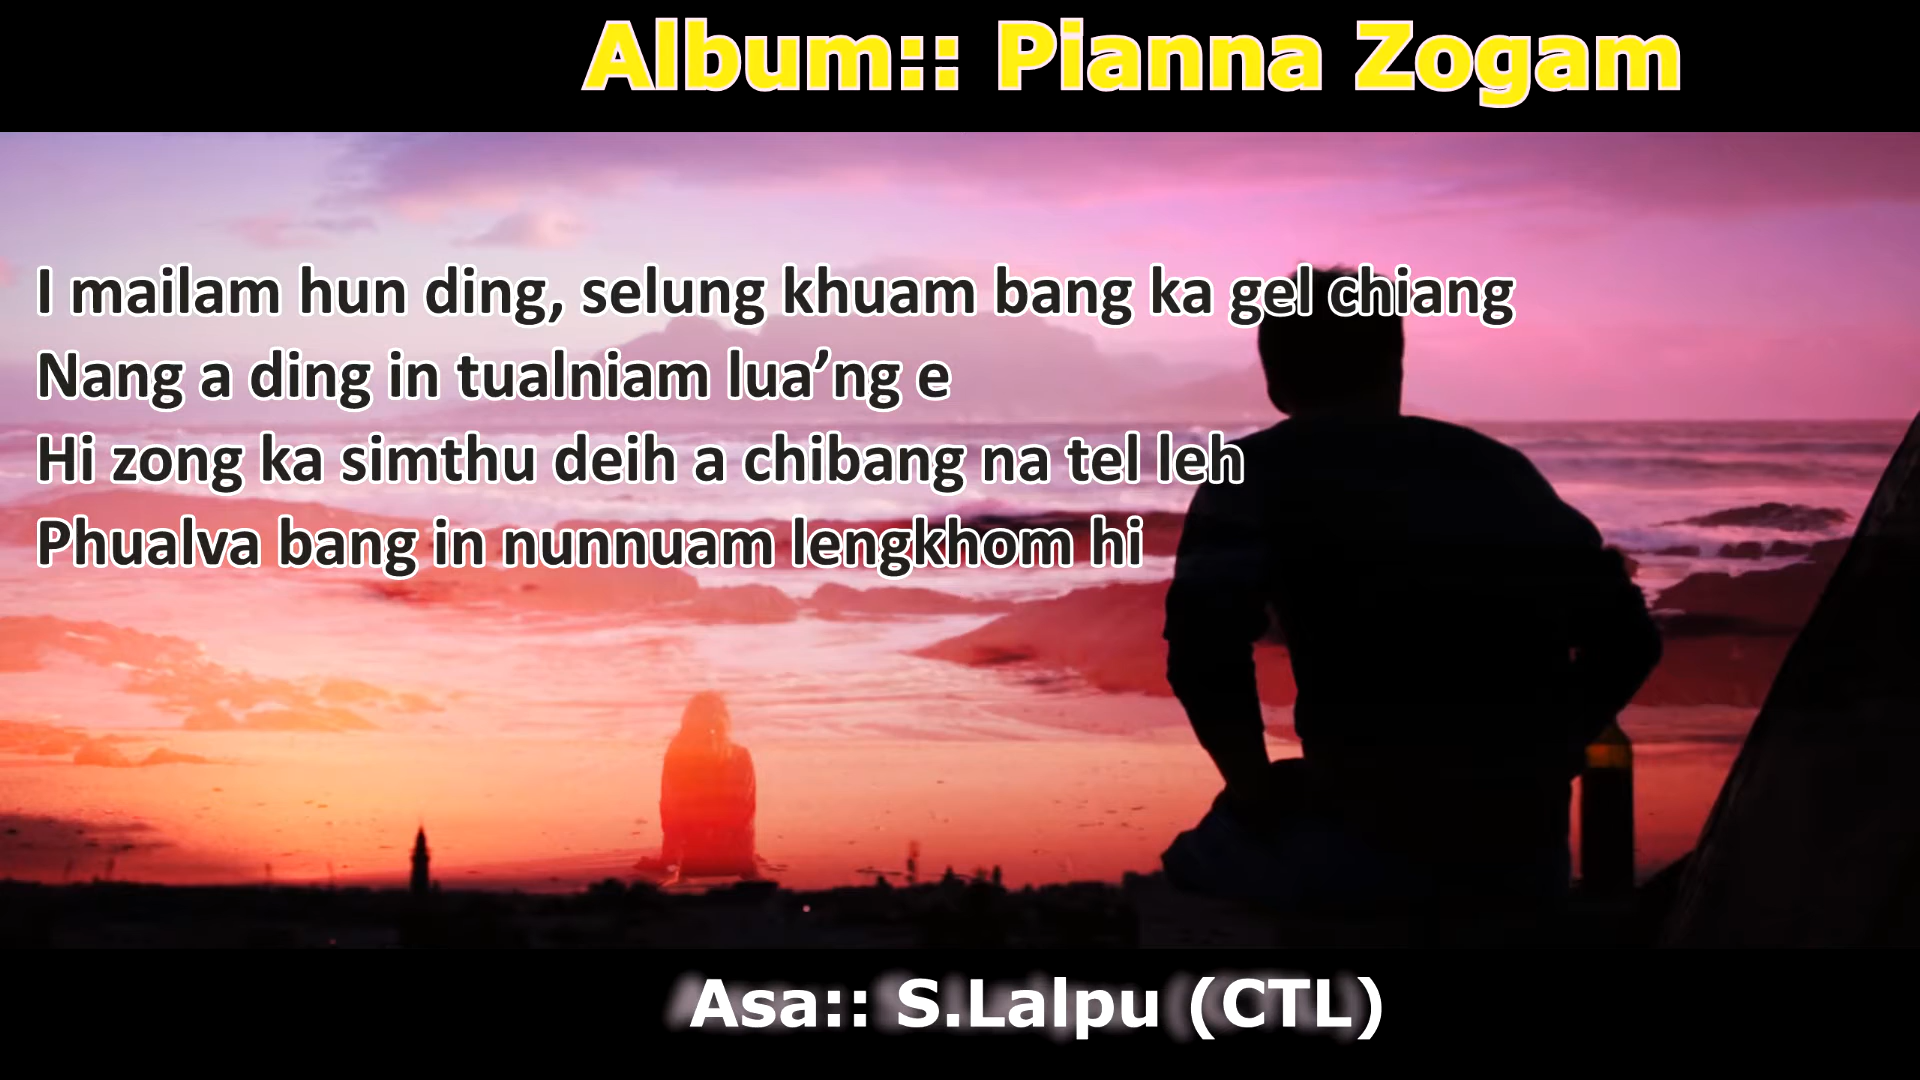 Album:: Pianna Zogam
I mailam hun ding, selung khuam bang ka gel chiang
Nang a ding in tualniam lua’ng e
Hi zong ka simthu deih a chibang na tel leh
Phualva bang in nunnuam lengkhom hi
Asa:: S.Lalpu (CTL)